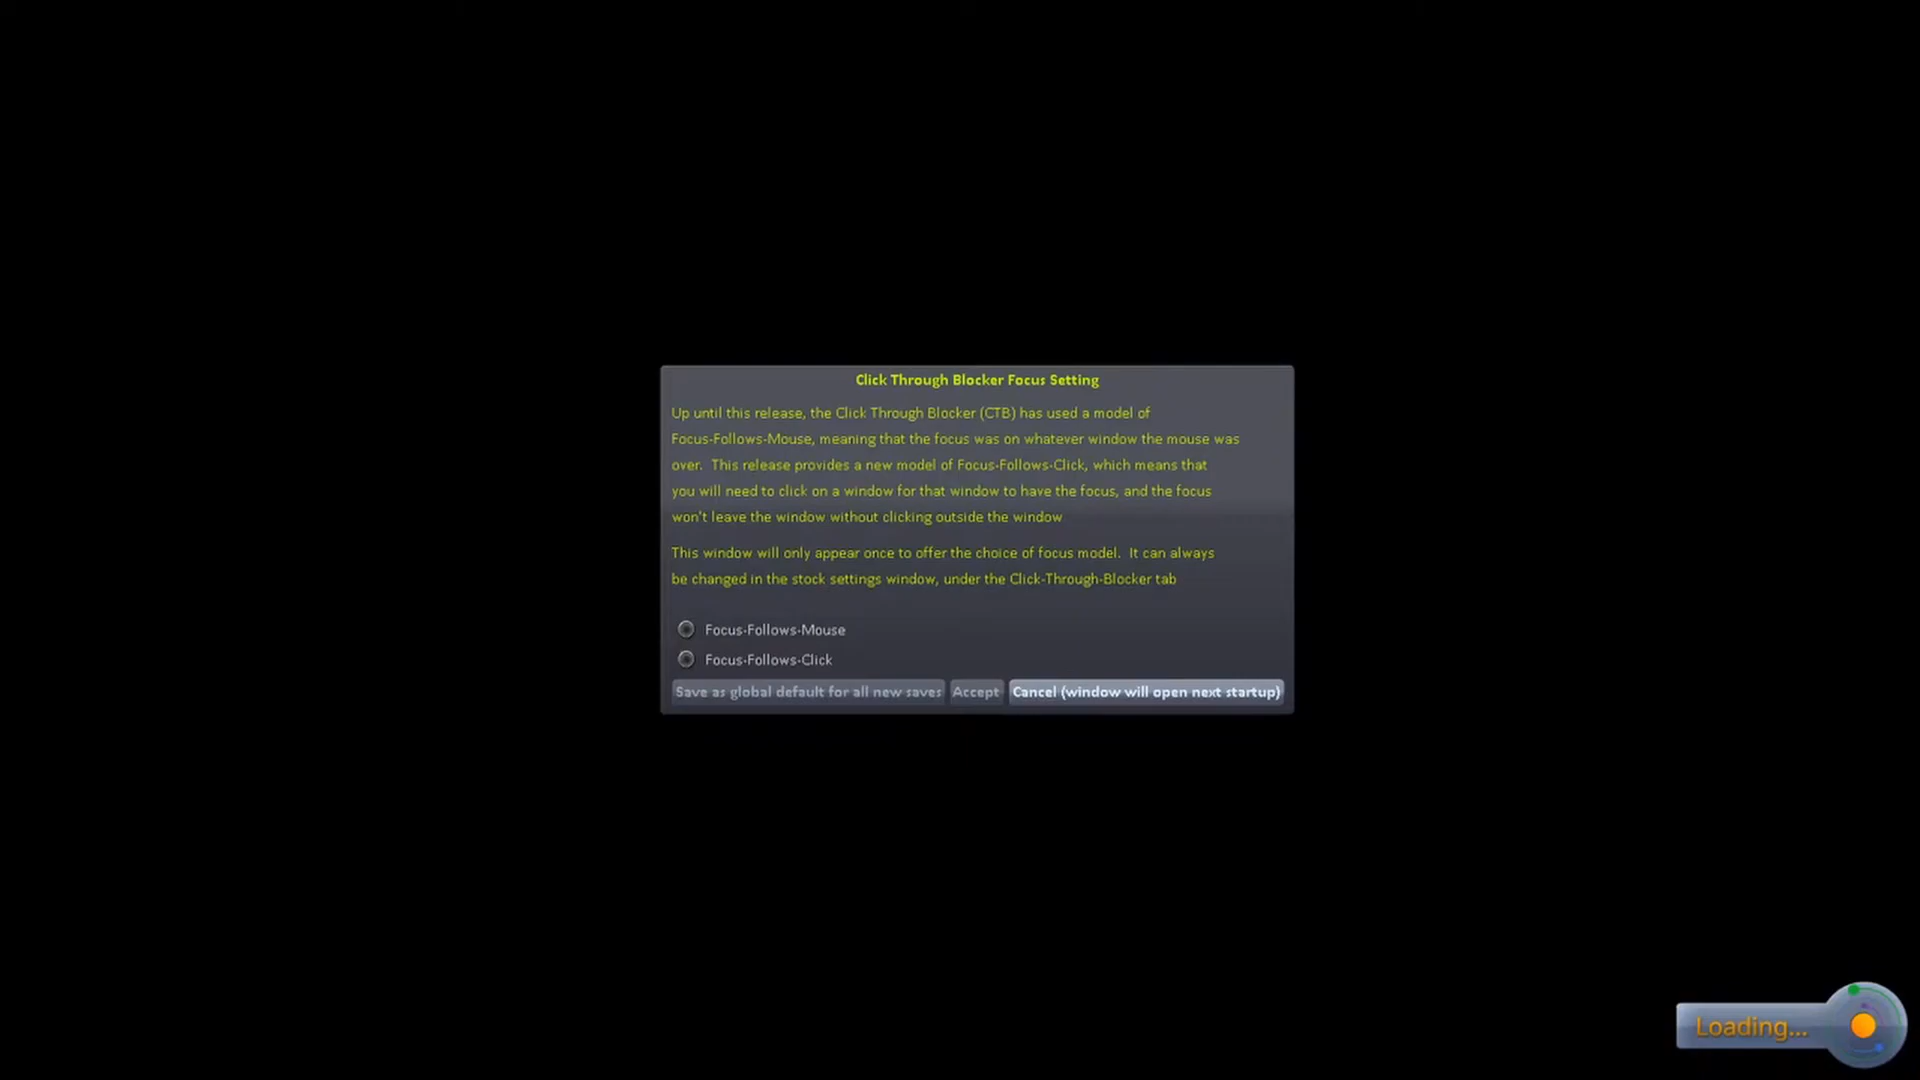 Click Through Blocker Focus Setting
Up until this release, the Click Through Blocker (CTB) has used a model of
Focus-Follows-Mouse, meaning that the focus was on whatever window the mouse was
over.  This release provides a new model of Focus-Follows-Click, which means that
you will need to click on a window for that window to have the focus, and the focus
won't leave the window without clicking outside the window
This window will only appear once to offer the choice of focus model.  It can always
be changed in the stock settings window, under the Click-Through-Blocker tab
Focus-Follows-Mouse
Focus-Follows-Click
Save as global default for all new saves Accept Cancel (window will open next startup)
Loading...